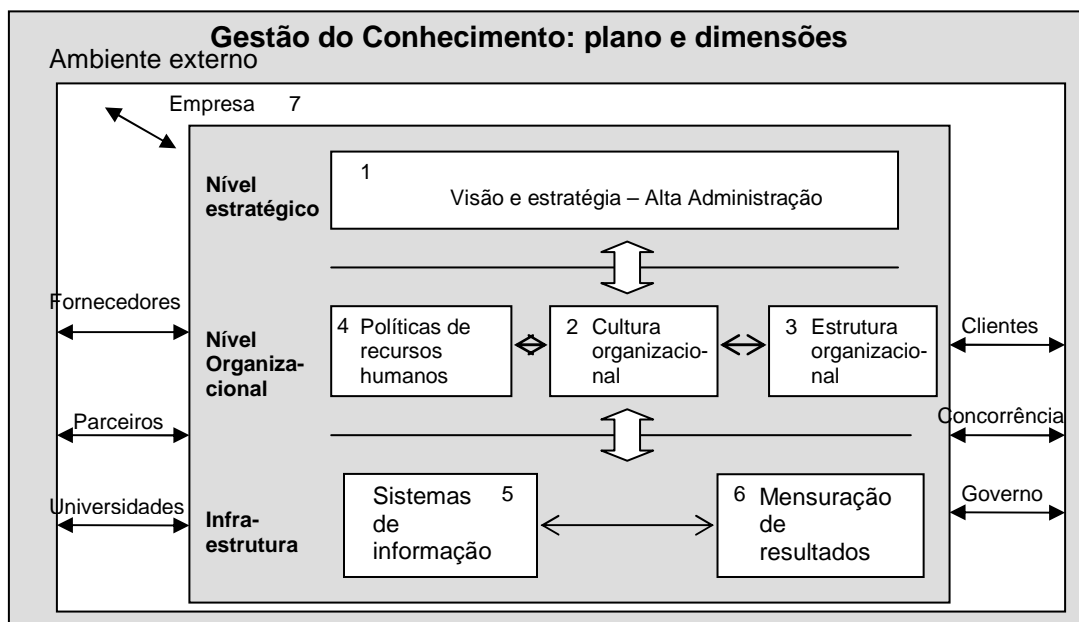 Gestão do Conhecimento: plano e dimensões
Ambiente externo
Empresa 7
Nível
estratégico
1
Visão e estratégia – Alta Administração
Fornecedores
Parceiros
Universidades
Nível
Organiza-
cional
4 Políticas de
recursos
humanos
2 Cultura
organizacio-
nal
3 Estrutura
organizacio-
nal
Clientes
Concorrência
Governo
Infra-
estrutura
Sistemas 5
de
informação
6 Mensuração
de
resultados